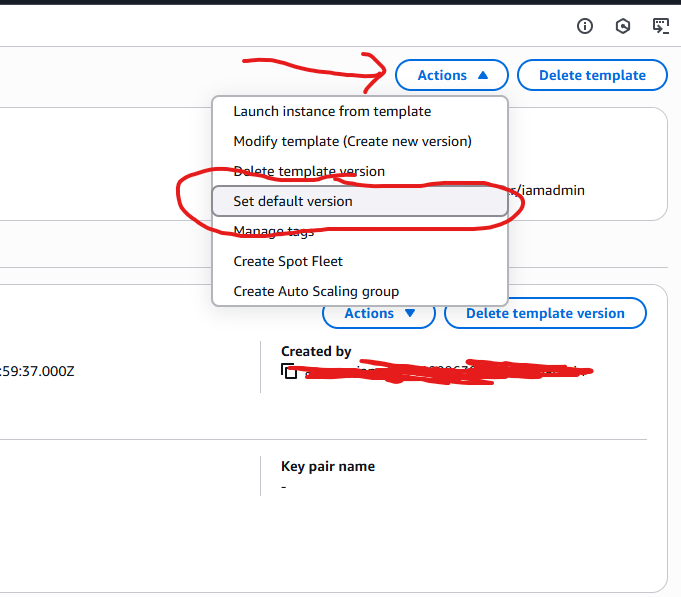 Actions
Delete template
Launch instance from template
Modify template (Create new version)
Delete template version
Set default version
r/iamadmin
Manage tags
Create Spot Fleet
Create Auto Scaling group
Actions
Delete template version
:59:37.000Z
Created by
Key pair name
-